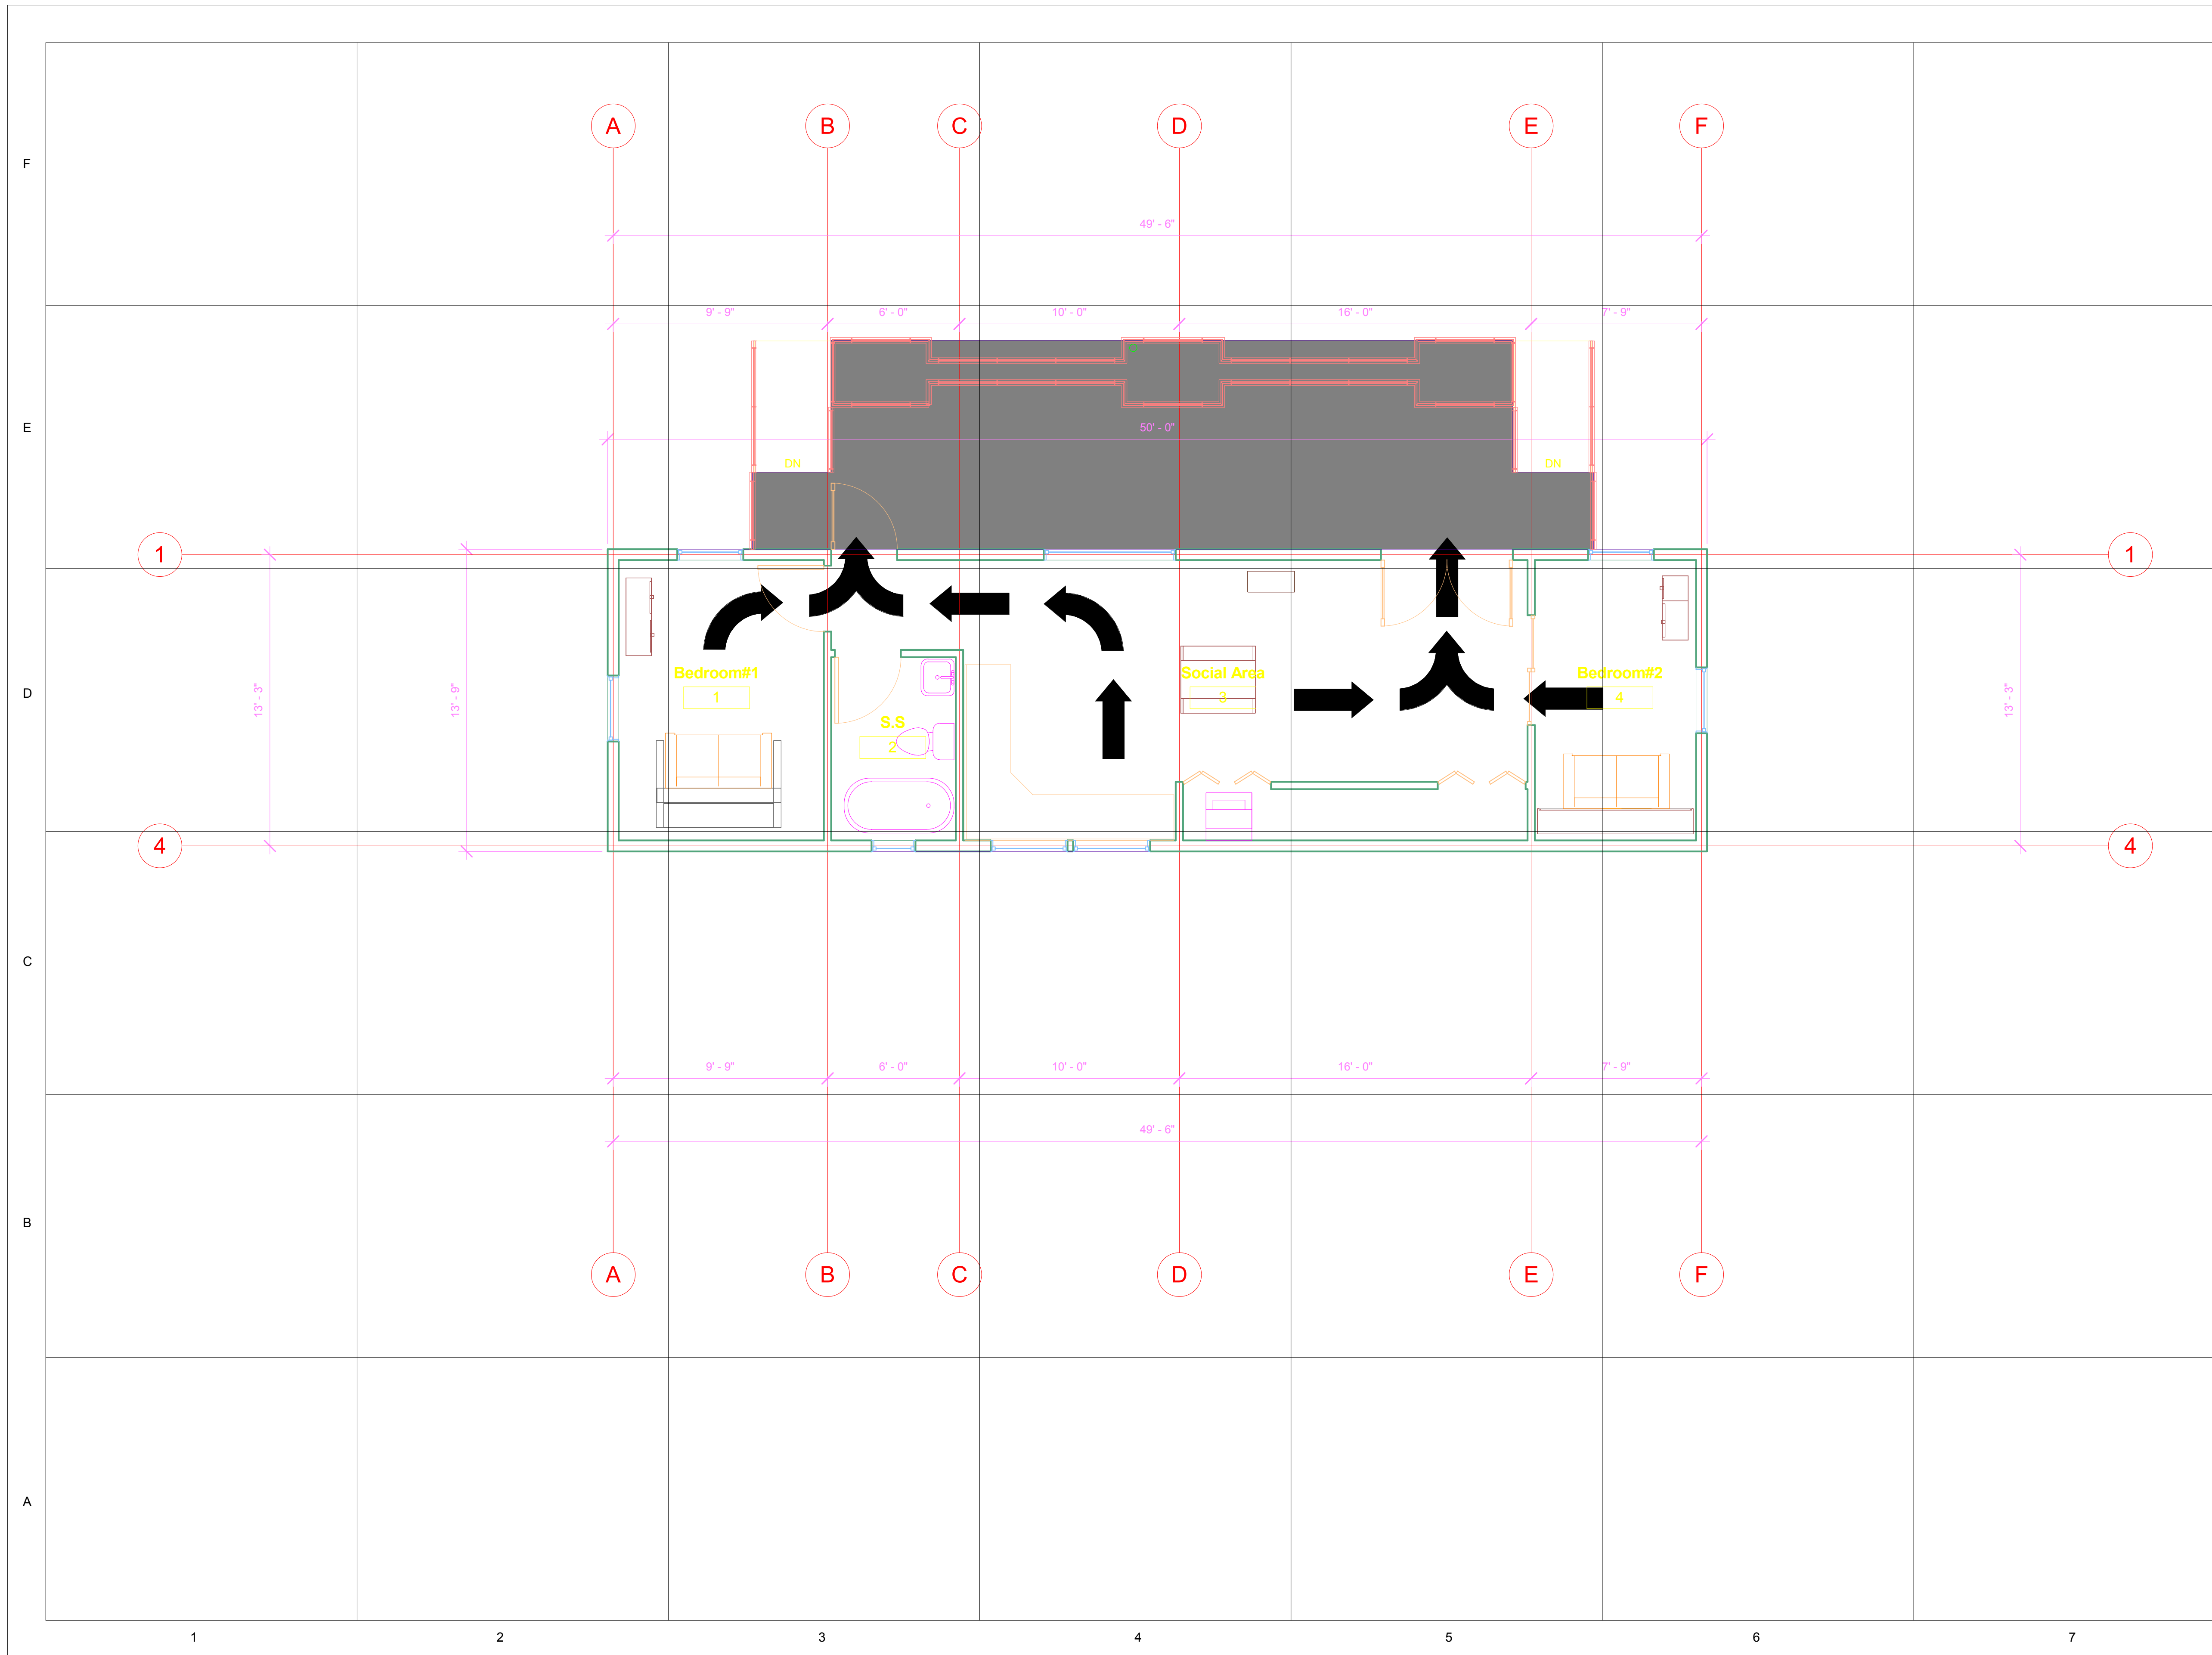 A B C D E F
F
49' - 6"
9' - 9" 6' - 0" 10' - 0" 16' - 0" 7' - 9"
E
50' - 0"
DN DN
1 1
Bedroom#1 Social Area Bedroom#2
1 3 4
D
13' - 3" 13' - 9" 13' - 3"
S.S
2
4 4
C
9' - 9" 6' - 0" 10' - 0" 16' - 0" 7' - 9"
49' - 6"
B
A B C D E F
A
1 2 3 4 5 6 7